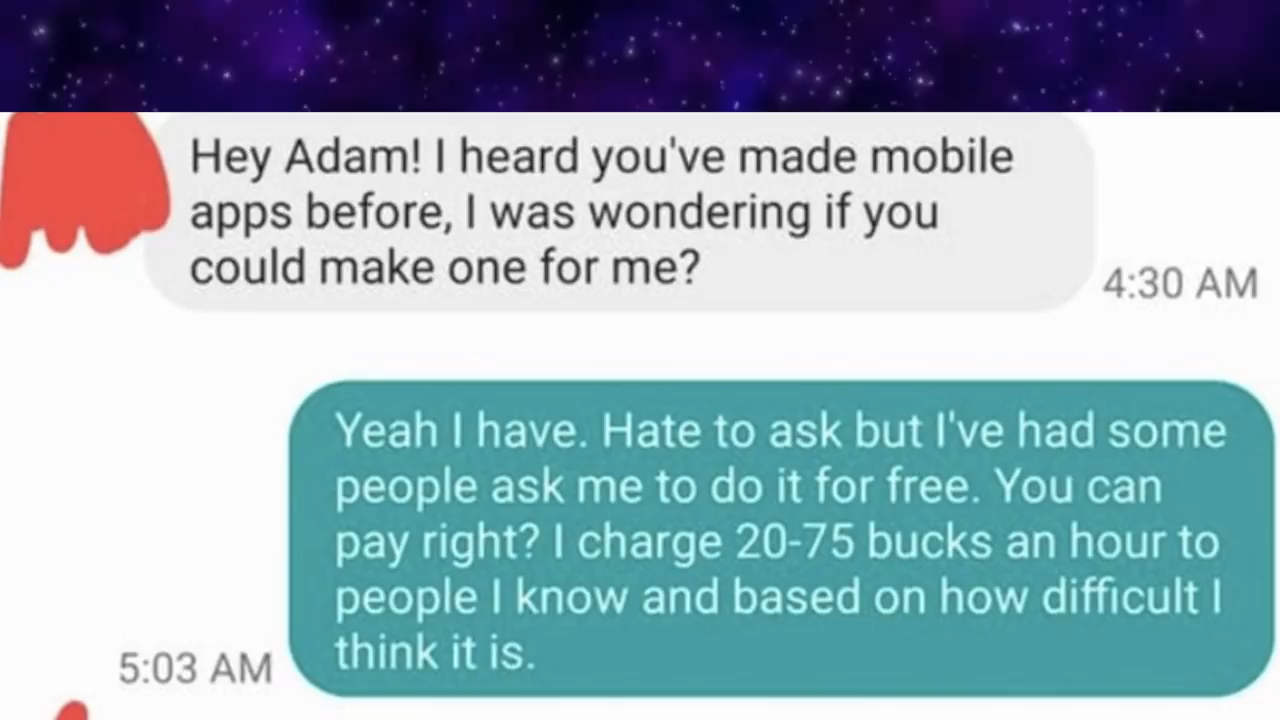 Hey Adam! I heard you've made mobile
apps before, I was wondering if you
could make one for me?
4:30 AM
Yeah I have. Hate to ask but I've had some
people ask me to do it for free. You can
pay right? I charge 20-75 bucks an hour to
people I know and based on how difficult I
think it is.
5:03 AM